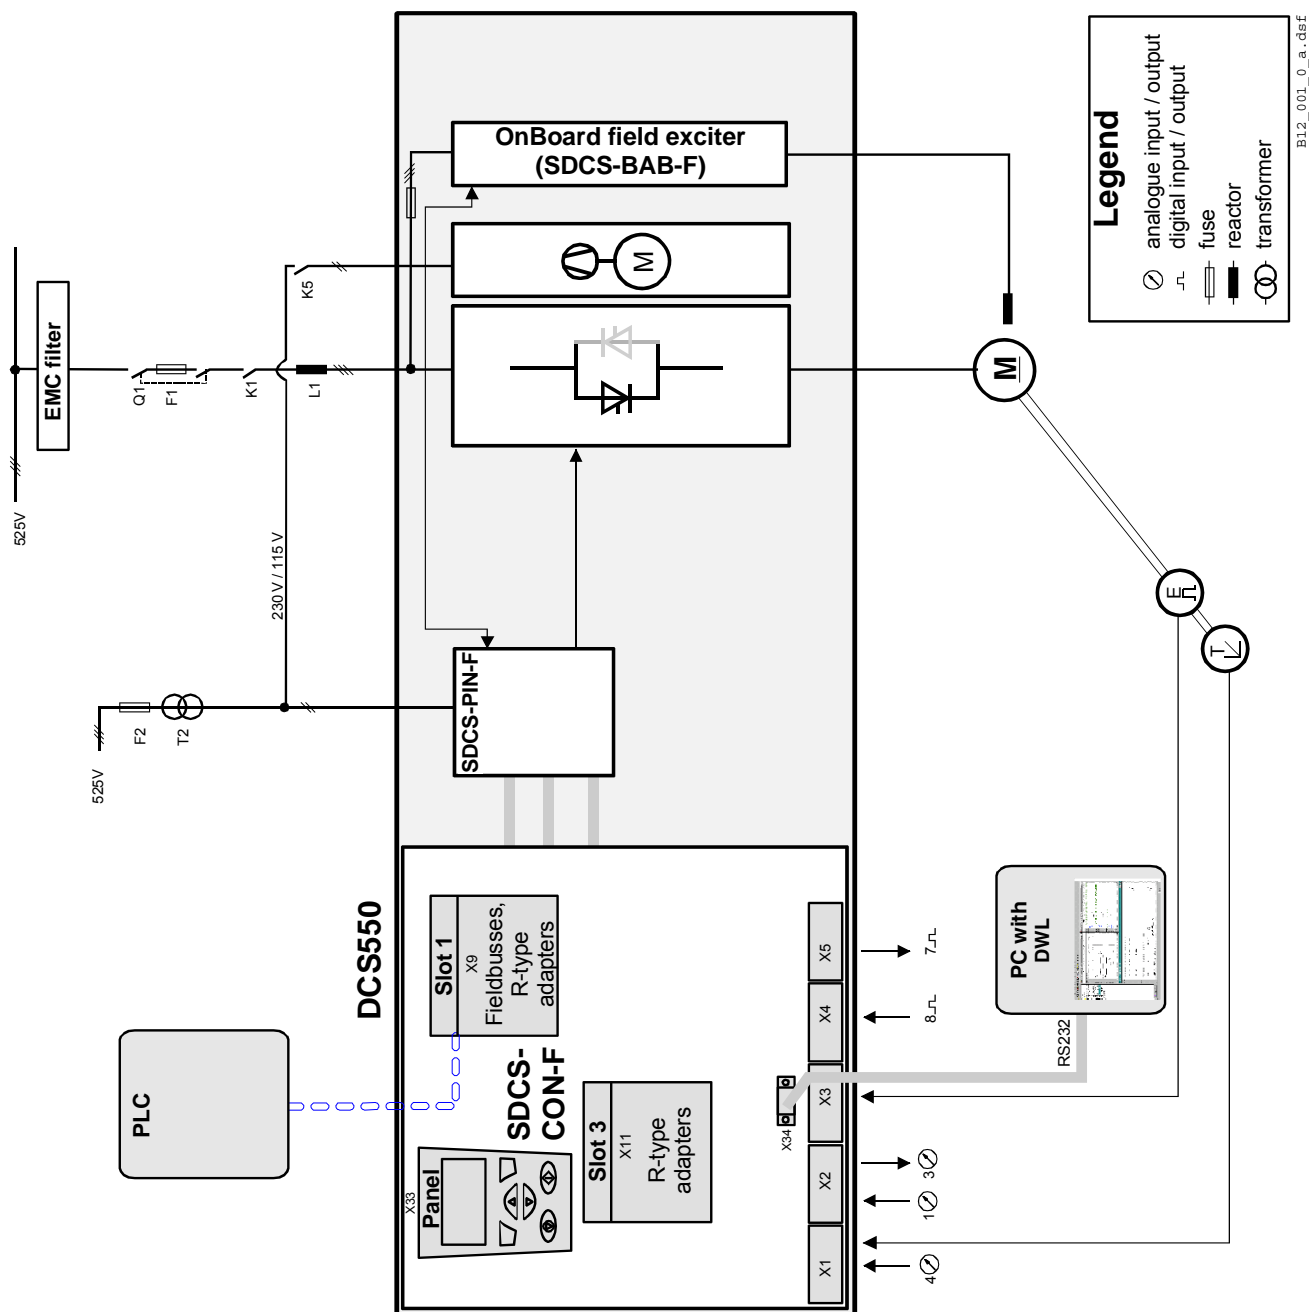 B12_001_0_a.dsf
Legend
analogue input / output
digital input / output
fuse
reactor
transformer
OnBoard field exciter
(SDCS-BAB-F)
525V
EMC filter
Q1
F1
K1
L1
K5
M
M
230 V / 115 V
525V
F2
T2
SDCS-PIN-F
E
T
DCS550
PLC
Slot 1
X9
Fieldbusses,
R-type
adapters
SDCS-
CON-F
Slot 3
X11
R-type
adapters
X33
Panel
X34
X5
X4
X3
X2
X1
7
8
3
1
4
RS232
PC with
DWL